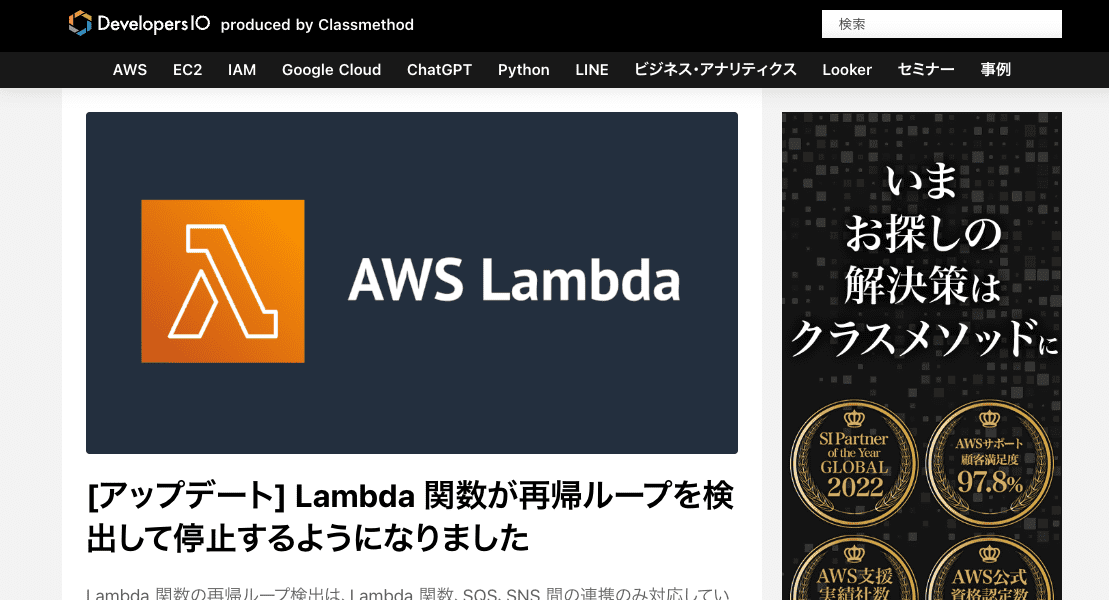 DevelopersIO produced by Classmethod
検索
AWS EC2 IAM Google Cloud ChatGPT Python LINE ビジネス・アナリティクス Looker セミナー 事例
AWS Lambda
[アップデート] Lambda 関数が再帰ループを検
出して停止するようになりました
Lambda 関数の再帰ループ検出は、Lambda 関数、SQS、SNS 間の連携のみ対応してい
いま
お探しの
解決策は
クラスメソッドに
SI Partner
of the Year
GLOBAL
2022
AWSサポート
顧客満足度
97.8%
AWS支援
実績社数
AWS公式
資格認定数